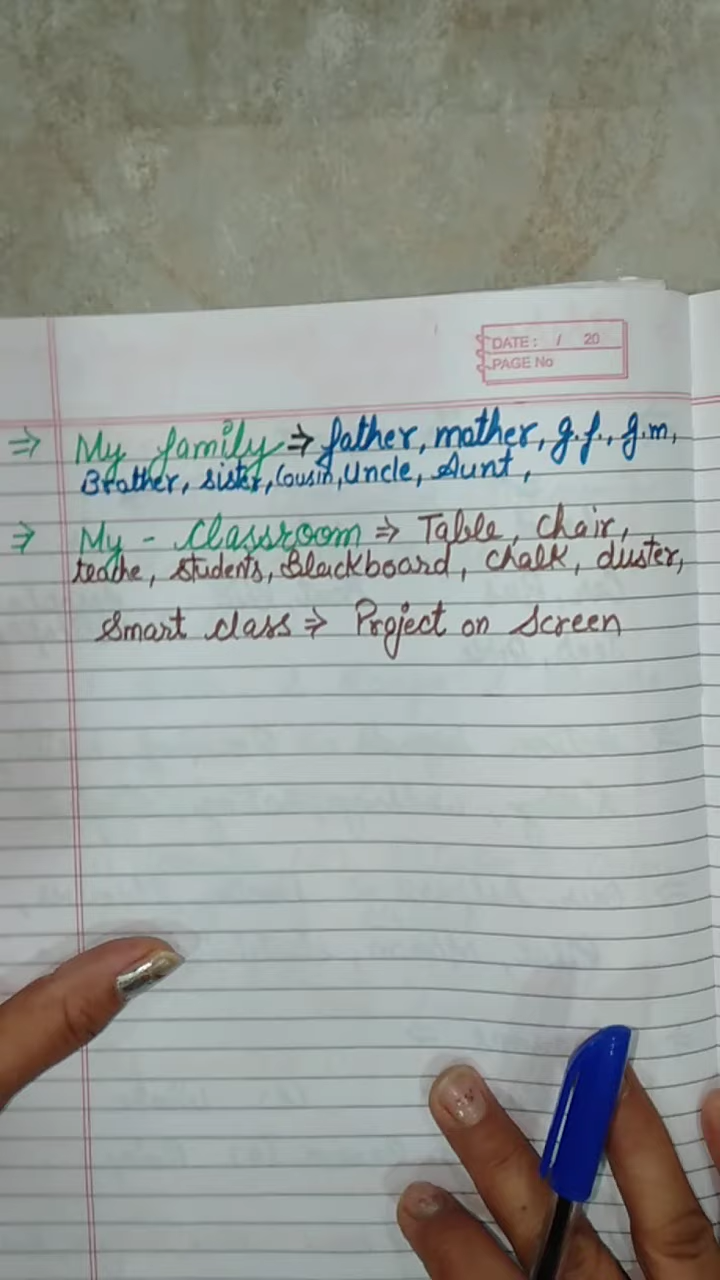 DATE: / 20
PAGE No
⇒ My family ⇒ father, mother, g.f., g.m,
Brother, sister, Cousin, Uncle, Aunt,
⇒ My - Classroom ⇒ Table, Chair,
teache, students, Blackboard, Chalk, duster,
Smart class ⇒ Project on Screen